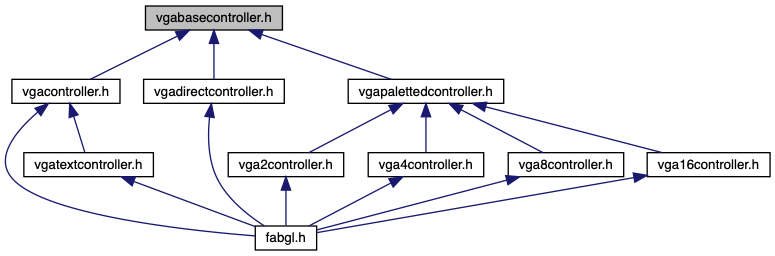 vgabasecontroller.h
vgacontroller.h
vgadirectcontroller.h
vgapalettedcontroller.h
vgatextcontroller.h
vga2controller.h
vga4controller.h
vga8controller.h
vga16controller.h
fabgl.h